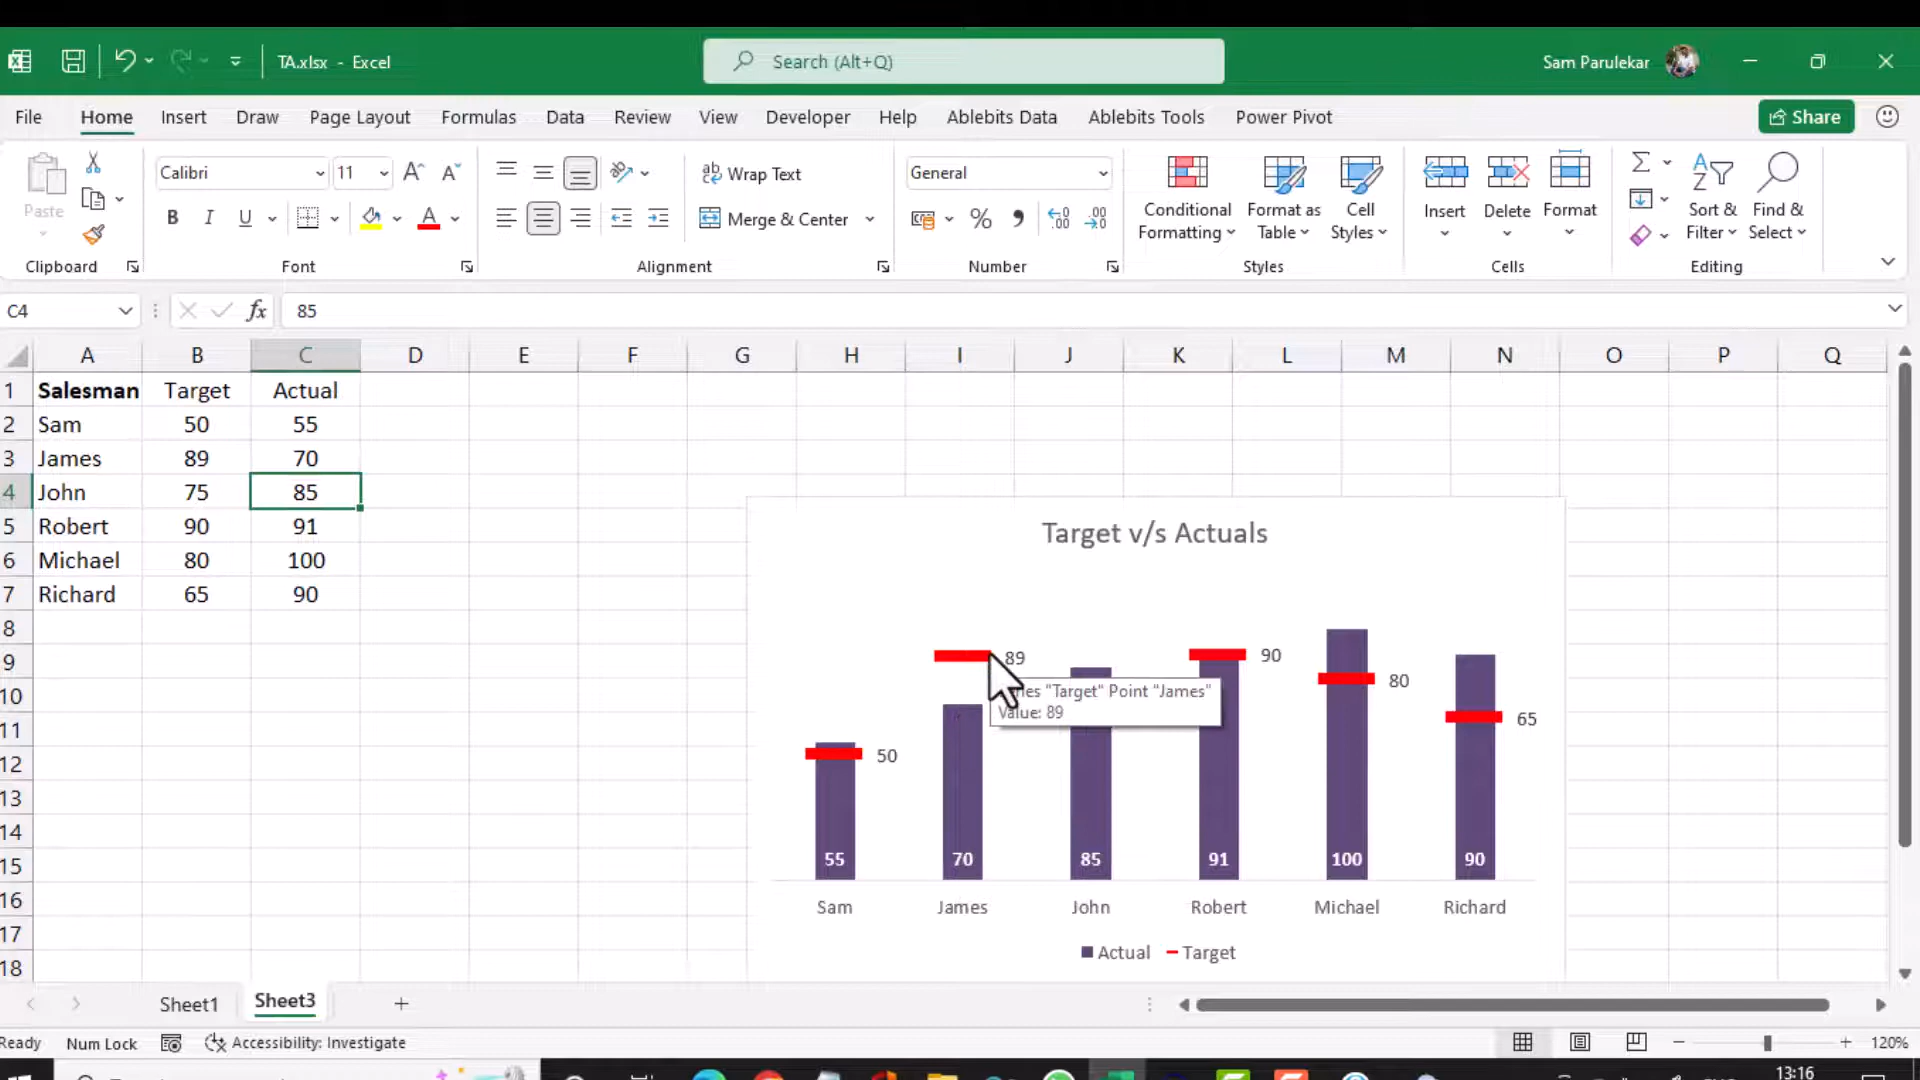 TA.xlsx - Excel
Search (Alt+Q)
Sam Parulekar
File Home Insert Draw Page Layout Formulas Data Review View Developer Help Ablebits Data Ablebits Tools Power Pivot Share
Calibri 11 Wrap Text General
Paste B I U Merge & Center % Conditional Formatting Format as Table Cell Styles Insert Delete Format Sort & Filter Find & Select
Clipboard Font Alignment Number Styles Cells Editing
C4 fx 85
A B C D E F G H I J K L M N O P Q
1 Salesman Target Actual
2 Sam 50 55
3 James 89 70
4 John 75 85
5 Robert 90 91
6 Michael 80 100
7 Richard 65 90
8
9
10
11
12
13
14
15
16
17
18
Target v/s Actuals
89 90 80 65 50
"Target" Point "James"
Value: 89
55 70 85 91 100 90
Sam James John Robert Michael Richard
Actual Target
Sheet1 Sheet3
Ready Num Lock Accessibility: Investigate 120%
13:16